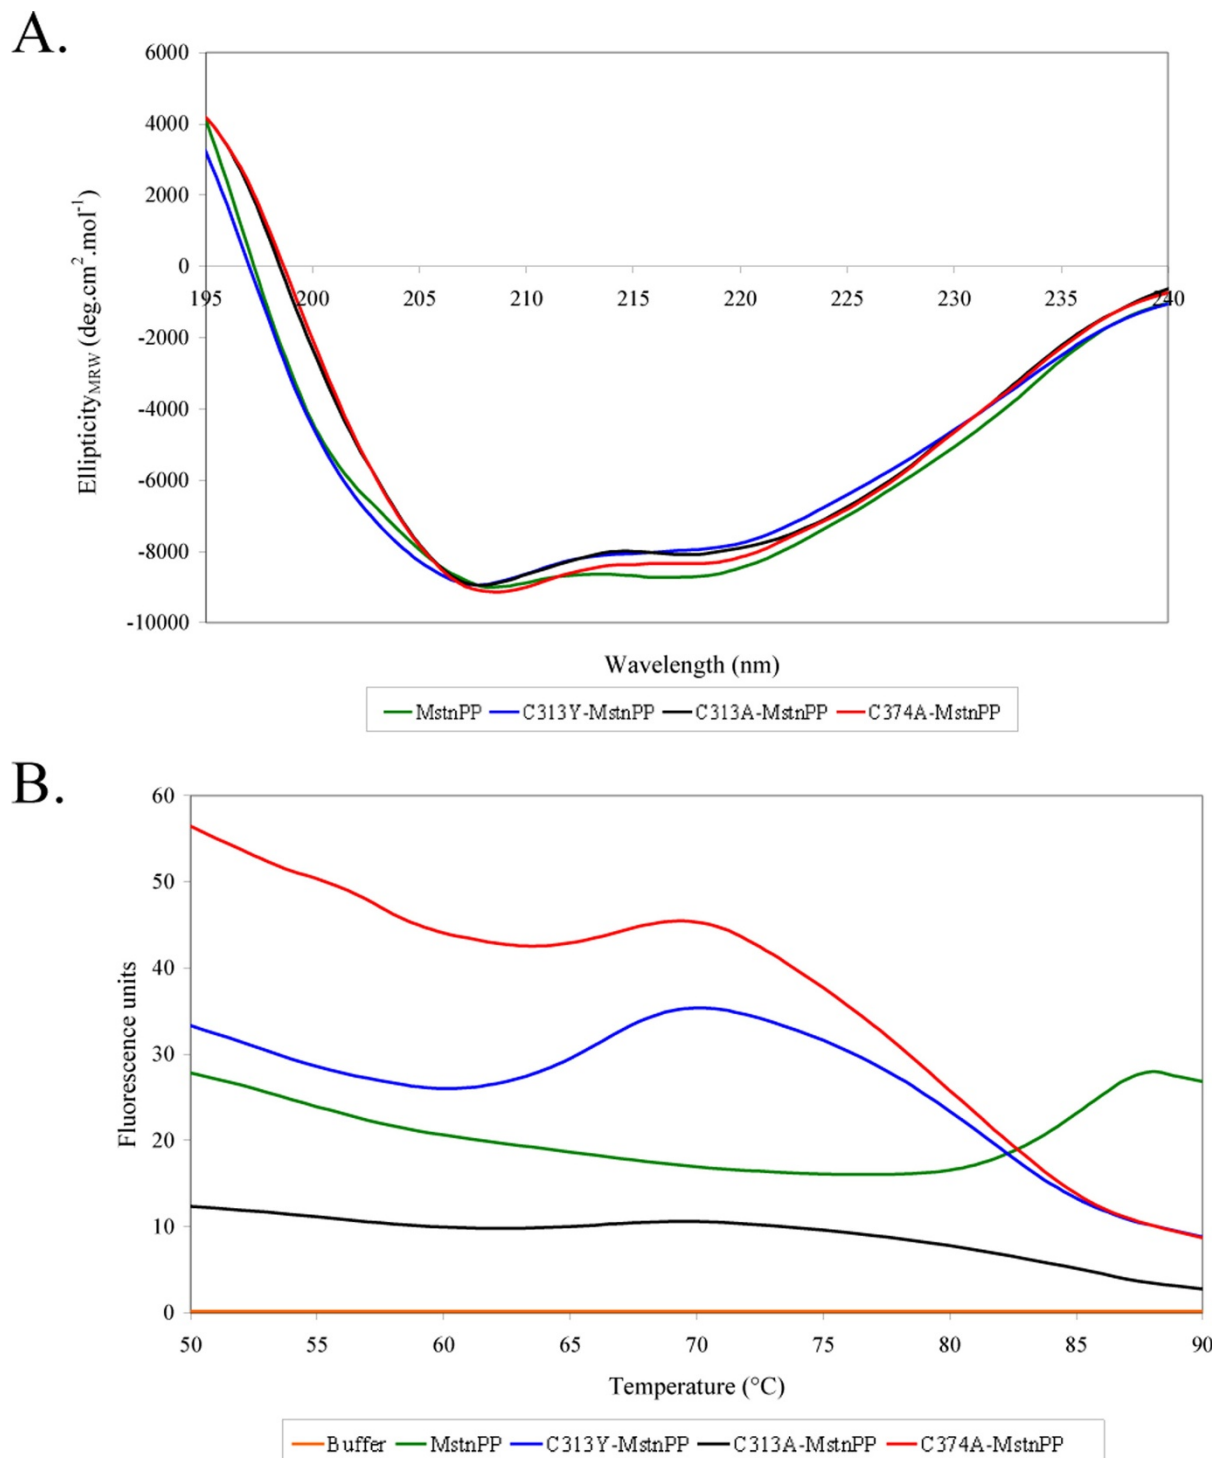 A.
6000
4000
2000
0
-2000
-4000
-6000
-8000
-10000
195 200 205 210 215 220 225 230 235 240
Ellipticity_MRW (deg.cm².mol⁻¹)
Wavelength (nm)
MstnPP C313Y-MstnPP C313A-MstnPP C374A-MstnPP
B.
60
50
40
30
20
10
0
50 55 60 65 70 75 80 85 90
Fluorescence units
Temperature (°C)
Buffer MstnPP C313Y-MstnPP C313A-MstnPP C374A-MstnPP